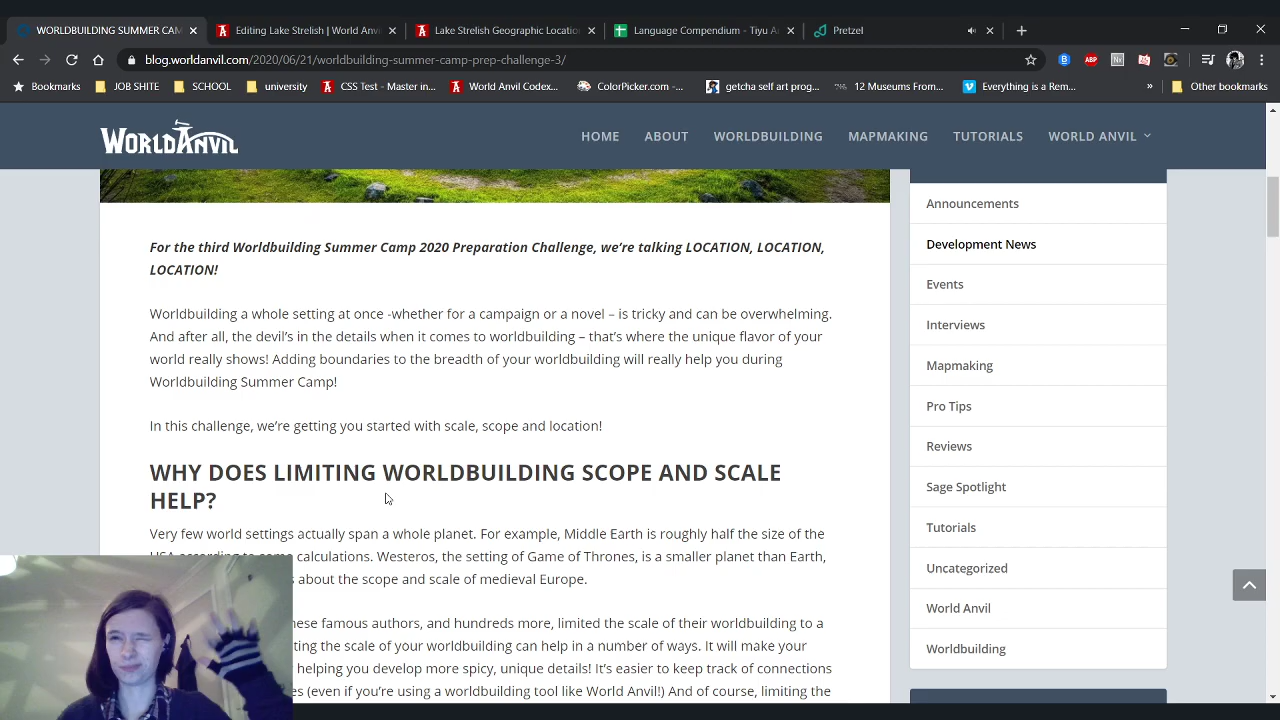 WORLDBUILDING SUMMER CAM
Editing Lake Strelish | World Anvi
Lake Strelish Geographic Locatio
Language Compendium - Tiyu A
Pretzel
blog.worldanvil.com/2020/06/21/worldbuilding-summer-camp-prep-challenge-3/
Bookmarks
JOB SHITE
SCHOOL
university
CSS Test - Master in...
World Anvil Codex...
ColorPicker.com -...
getcha self art prog...
12 Museums From...
Everything is a Rem...
»
Other bookmarks
WORLDANVIL
HOME
ABOUT
WORLDBUILDING
MAPMAKING
TUTORIALS
WORLD ANVIL
For the third Worldbuilding Summer Camp 2020 Preparation Challenge, we're talking LOCATION, LOCATION,
LOCATION!
Worldbuilding a whole setting at once -whether for a campaign or a novel – is tricky and can be overwhelming.
And after all, the devil's in the details when it comes to worldbuilding – that's where the unique flavor of your
world really shows! Adding boundaries to the breadth of your worldbuilding will really help you during
Worldbuilding Summer Camp!
In this challenge, we're getting you started with scale, scope and location!
WHY DOES LIMITING WORLDBUILDING SCOPE AND SCALE
HELP?
Very few world settings actually span a whole planet. For example, Middle Earth is roughly half the size of the
USA according to some calculations. Westeros, the setting of Game of Thrones, is a smaller planet than Earth,
about the scope and scale of medieval Europe.
these famous authors, and hundreds more, limited the scale of their worldbuilding to a
the scale of your worldbuilding can help in a number of ways. It will make your
helping you develop more spicy, unique details! It's easier to keep track of connections
(even if you're using a worldbuilding tool like World Anvil!) And of course, limiting the
Announcements
Development News
Events
Interviews
Mapmaking
Pro Tips
Reviews
Sage Spotlight
Tutorials
Uncategorized
World Anvil
Worldbuilding